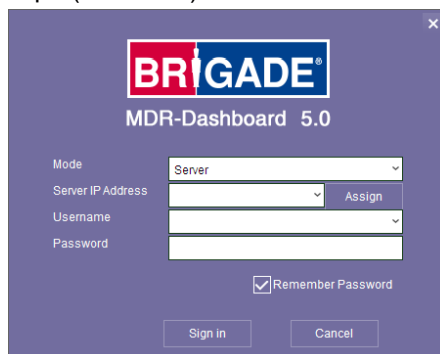 BRIGADE®
MDR-Dashboard 5.0
Mode Server
Server IP Address Assign
Username
Password
Remember Password
Sign in Cancel